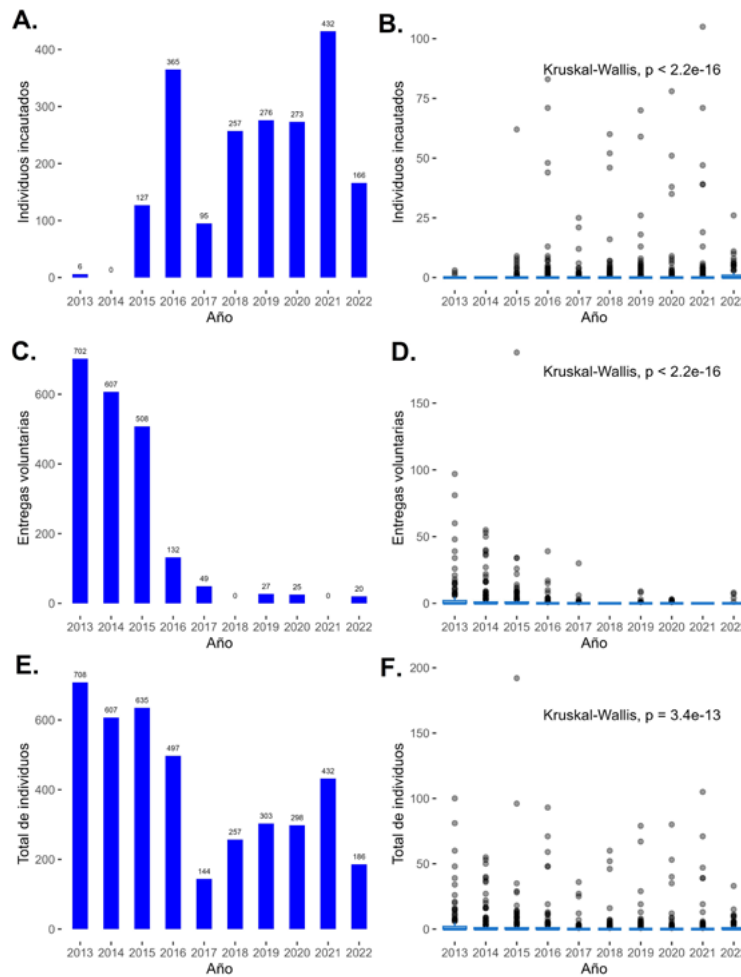 A.
Individuos incautados
400
300
200
100
0
6
0
127
365
95
257
276
273
432
166
2013 2014 2015 2016 2017 2018 2019 2020 2021 2022
Año
B.
Individuos incautados
100
75
50
25
0
Kruskal-Wallis, p < 2.2e-16
2013 2014 2015 2016 2017 2018 2019 2020 2021 2022
Año
C.
Entregas voluntarias
600
400
200
0
702
607
508
132
49
0
27
25
0
20
2013 2014 2015 2016 2017 2018 2019 2020 2021 2022
Año
D.
Entregas voluntarias
150
100
50
0
Kruskal-Wallis, p < 2.2e-16
2013 2014 2015 2016 2017 2018 2019 2020 2021 2022
Año
E.
Total de individuos
600
400
200
0
708
607
635
497
144
257
303
298
432
186
2013 2014 2015 2016 2017 2018 2019 2020 2021 2022
Año
F.
Total de individuos
200
150
100
50
0
Kruskal-Wallis, p = 3.4e-13
2013 2014 2015 2016 2017 2018 2019 2020 2021 2022
Año